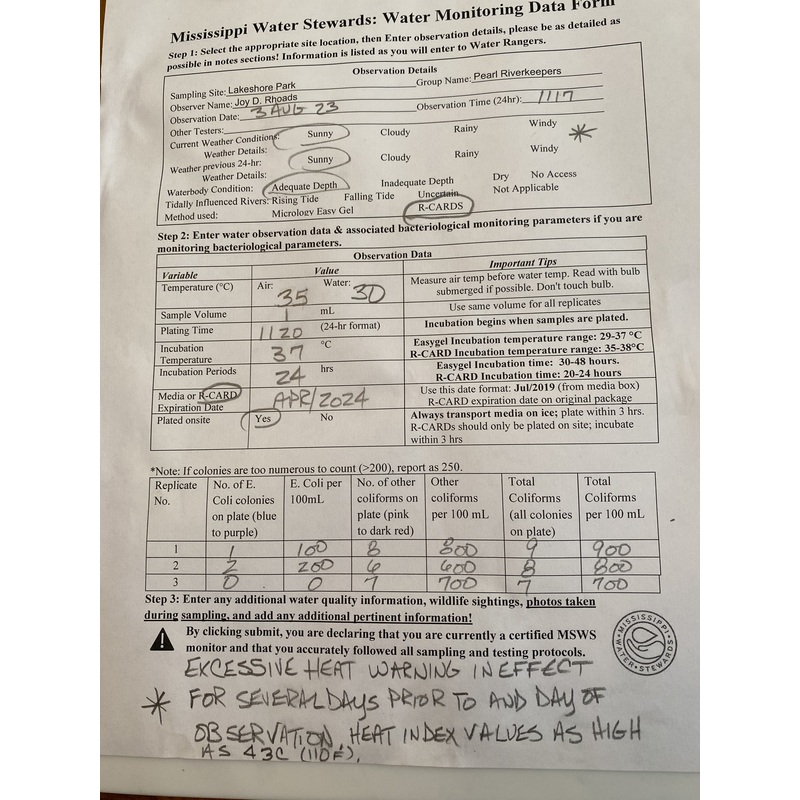 Mississippi Water Stewards: Water Monitoring Data Form
Step 1: Select the appropriate site location, then Enter observation details, please be as detailed as
possible in notes sections! Information is listed as you will enter to Water Rangers.
Observation Details
Sampling Site: Lakeshore Park Group Name: Pearl Riverkeepers
Observer Name: Joy D. Rhoads
Observation Date: 3 AUG 23 Observation Time (24hr): 1117
Other Testers:
Current Weather Conditions: Sunny Cloudy Rainy Windy *
Weather Details:
Weather previous 24-hr: Sunny Cloudy Rainy Windy
Weather Details:
Waterbody Condition: Adequate Depth Inadequate Depth Dry No Access
Tidally Influenced Rivers: Rising Tide Falling Tide Uncertain Not Applicable
Method used: Micrology Easy Gel R-CARDS
Step 2: Enter water observation data & associated bacteriological monitoring parameters if you are
monitoring bacteriological parameters.
Observation Data
Variable Value Important Tips
Temperature (°C) Air: 35 Water: 30 Measure air temp before water temp. Read with bulb
submerged if possible. Don't touch bulb.
Sample Volume 1 mL Use same volume for all replicates
Plating Time 1120 (24-hr format) Incubation begins when samples are plated.
Incubation
Temperature 37 °C Easygel Incubation temperature range: 29-37 °C
R-CARD Incubation temperature range: 35-38°C
Incubation Periods 24 hrs Easygel Incubation time: 30-48 hours.
R-CARD Incubation time: 20-24 hours
Media or R-CARD
Expiration Date APR/2024 Use this date format: Jul/2019 (from media box)
R-CARD expiration date on original package
Plated onsite Yes No Always transport media on ice; plate within 3 hrs.
R-CARDs should only be plated on site; incubate
within 3 hrs
*Note: If colonies are too numerous to count (>200), report as 250.
Replicate No. of E. E. Coli per No. of other Other Total Total
No. Coli colonies 100mL coliforms on coliforms Coliforms Coliforms
on plate (blue plate (pink per 100 mL (all colonies per 100 mL
to purple) to dark red) on plate)
1 1 100 8 800 9 900
2 2 200 6 600 8 800
3 0 0 7 700 7 700
Step 3: Enter any additional water quality information, wildlife sightings, photos taken
during sampling, and add any additional pertinent information!
By clicking submit, you are declaring that you are currently a certified MSWS
monitor and that you accurately followed all sampling and testing protocols.
MISSISSIPPI WATER STEWARDS
EXCESSIVE HEAT WARNING IN EFFECT
* FOR SEVERAL DAYS PRIOR TO AND DAY OF
OBSERVATION, HEAT INDEX VALUES AS HIGH
AS 43C (110F).